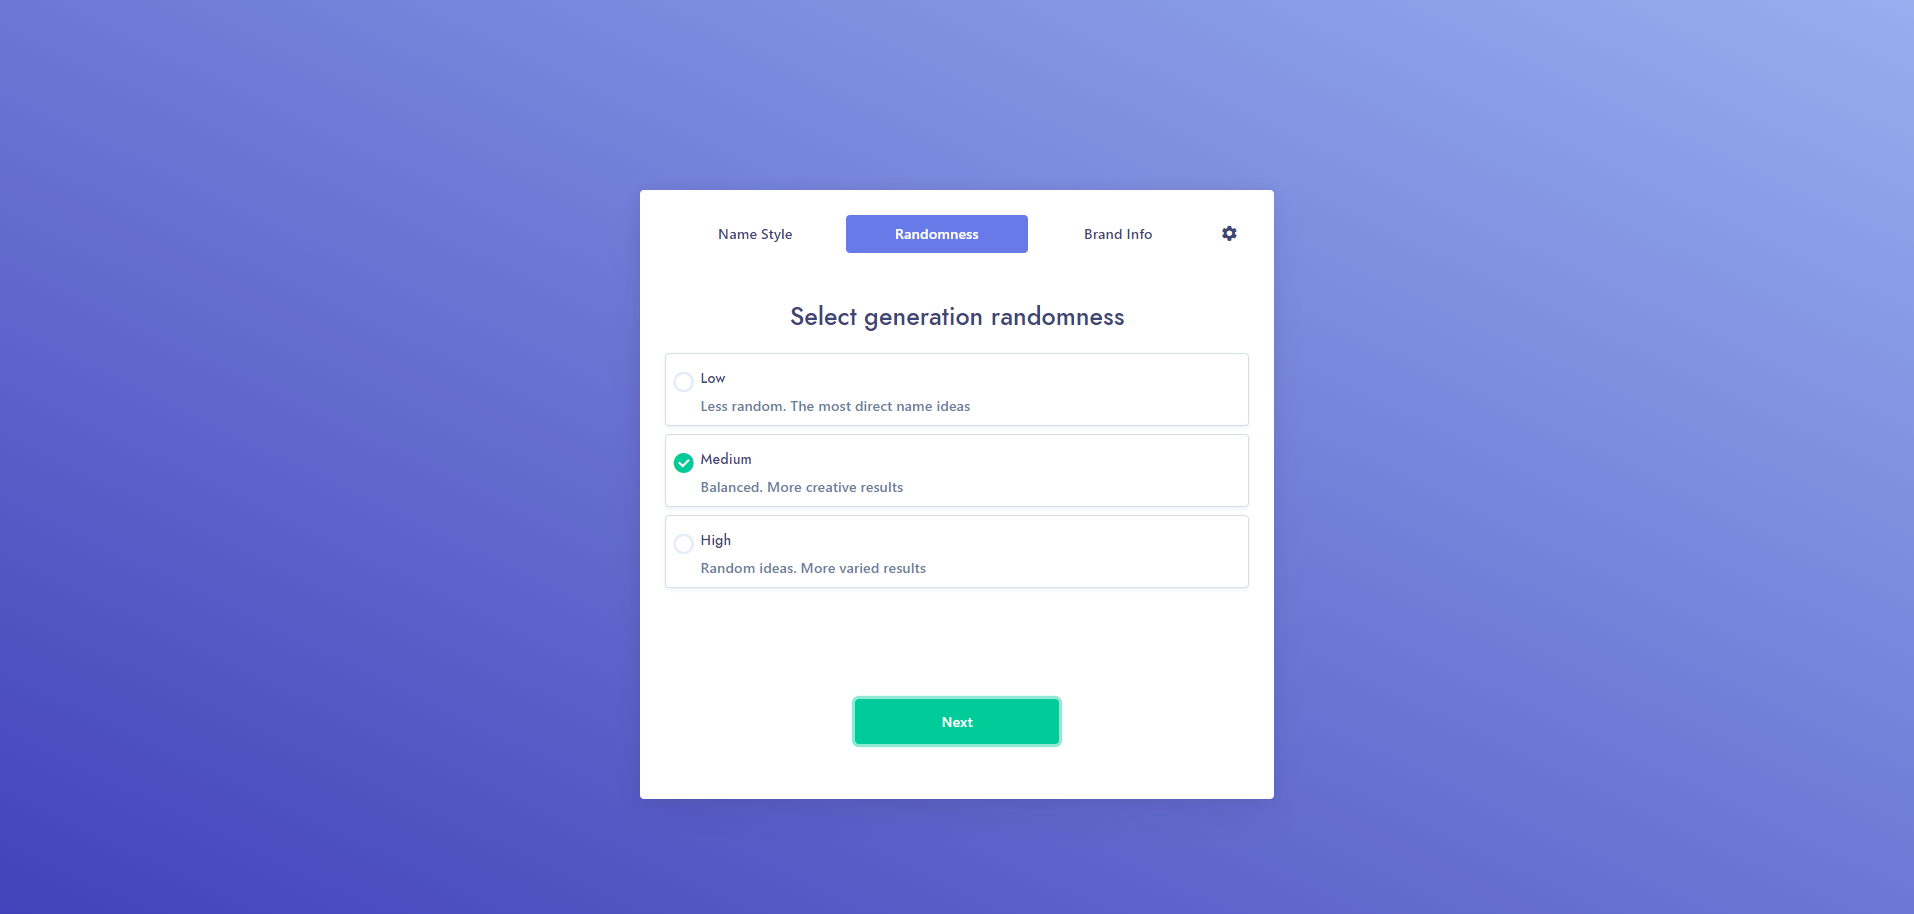 Name Style
Randomness
Brand Info
Select generation randomness
Low
Less random. The most direct name ideas
Medium
Balanced. More creative results
High
Random ideas. More varied results
Next